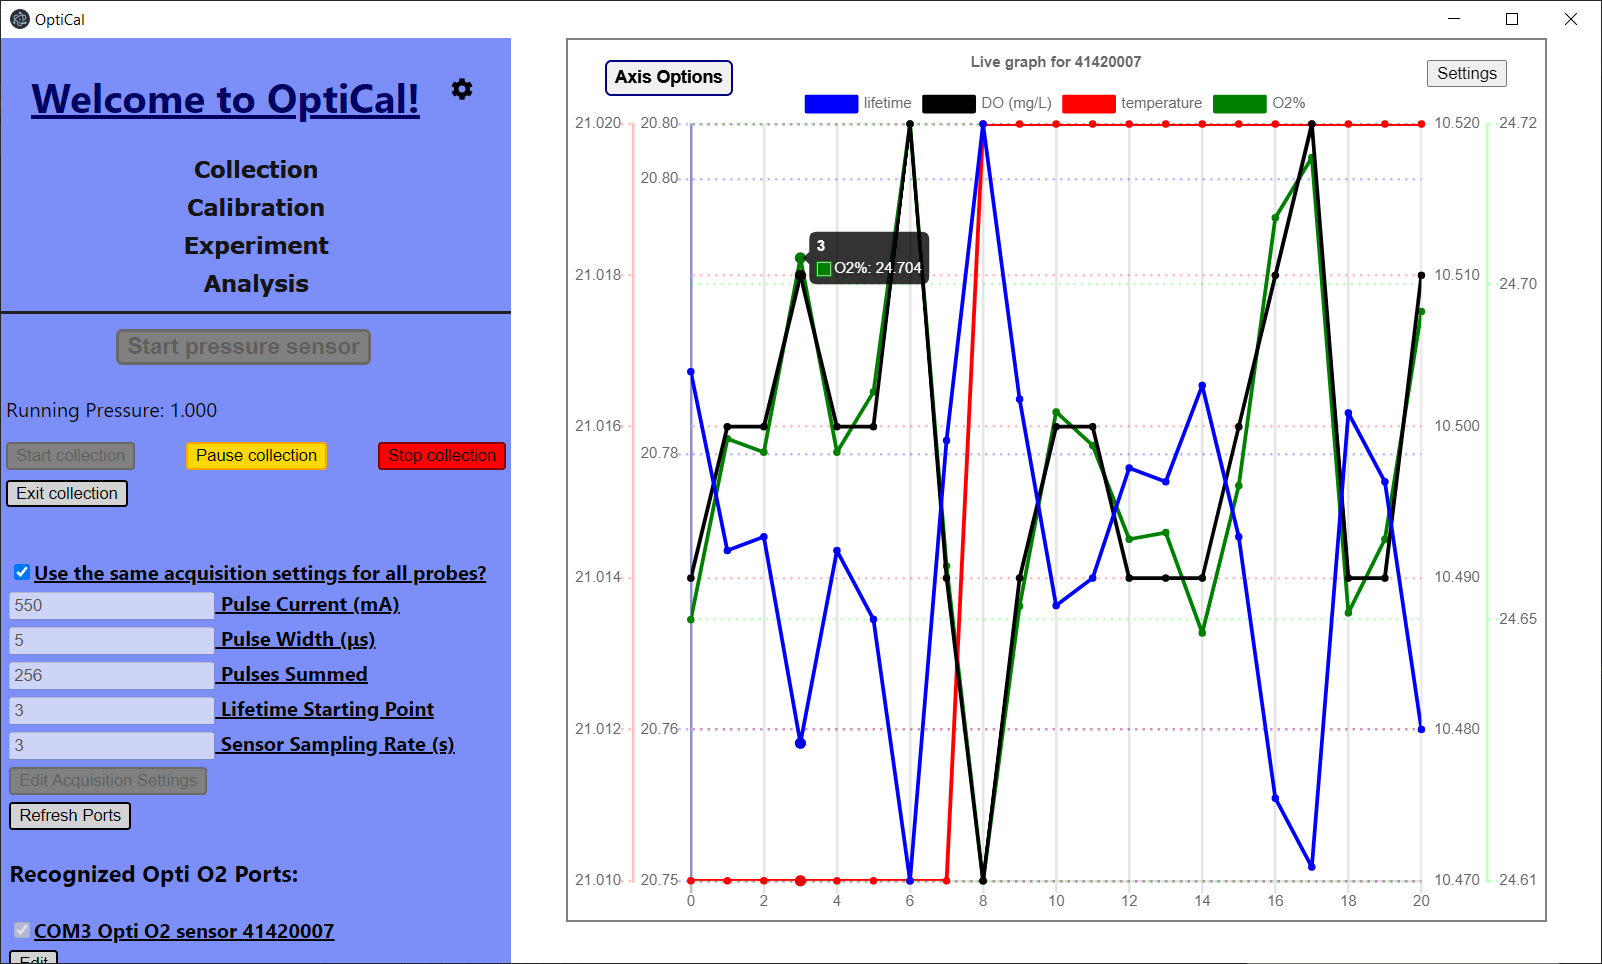 OptiCal
Welcome to OptiCal!
Collection
Calibration
Experiment
Analysis
Start pressure sensor
Running Pressure: 1.000
Start collection
Pause collection
Stop collection
Exit collection
Use the same acquisition settings for all probes?
550 Pulse Current (mA)
5 Pulse Width (µs)
256 Pulses Summed
3 Lifetime Starting Point
3 Sensor Sampling Rate (s)
Edit Acquisition Settings
Refresh Ports
Recognized Opti O2 Ports:
COM3 Opti O2 sensor 41420007
Edit
Axis Options
Live graph for 41420007
Settings
lifetime DO (mg/L) temperature O2%
21.020
21.018
21.016
21.014
21.012
21.010
20.80
20.80
20.78
20.76
20.75
3
O2%: 24.704
10.520
10.510
10.500
10.490
10.480
10.470
24.72
24.70
24.65
24.61
0 2 4 6 8 10 12 14 16 18 20